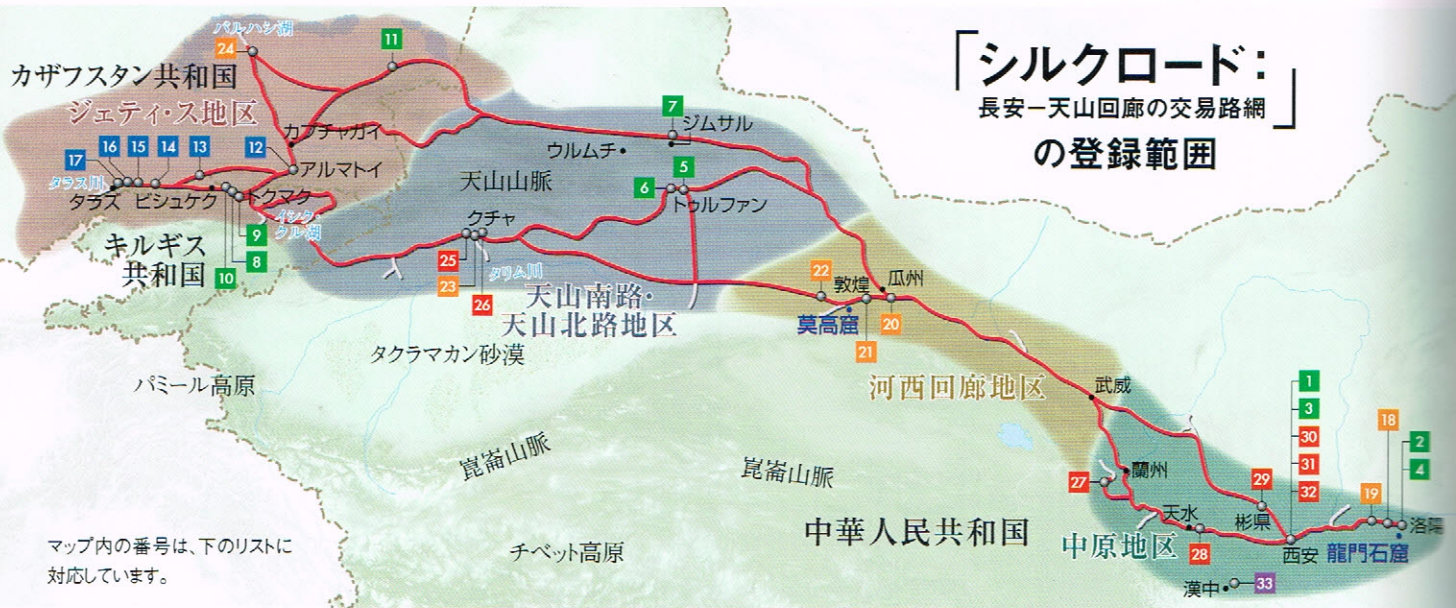 「シルクロード：
長安－天山回廊の交易路網」
の登録範囲
バルハシ湖
24
11
カザフスタン共和国
ジェティ・ス地区
カプチャガイ
7
ジムサル
ウルムチ
17
16
15
14
13
12
アルマトイ
タラス川
タラス
ビシュケク
トクマク
イシク・
クル湖
天山山脈
6
5
トゥルファン
クチャ
9
8
10
キルギス
共和国
25
23
26
タリム川
天山南路・
天山北路地区
22
敦煌
瓜州
莫高窟
20
21
タクラマカン砂漠
パミール高原
河西回廊地区
武威
1
3
30
31
32
18
2
4
崑崙山脈
崑崙山脈
27
蘭州
29
19
彬県
天水
洛陽
中華人民共和国
中原地区
28
西安
龍門石窟
チベット高原
漢中
33
マップ内の番号は、下のリストに
対応しています。